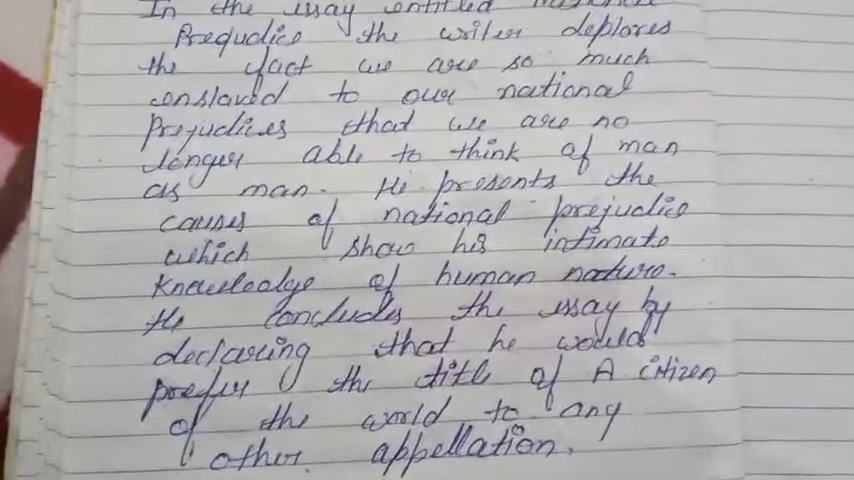 In the essay entitled National
Prequdice the writer deplores
the fact we are so much
enslaved to our national
Prejudices that we are no
longer able to think of man
as man. He presents the
causes of national prejudice
which show his intimate
knowledge of human nature.
He concludes the essay by
declaring that he would
prefer the title of A citizen
of the world to any
other appellation.